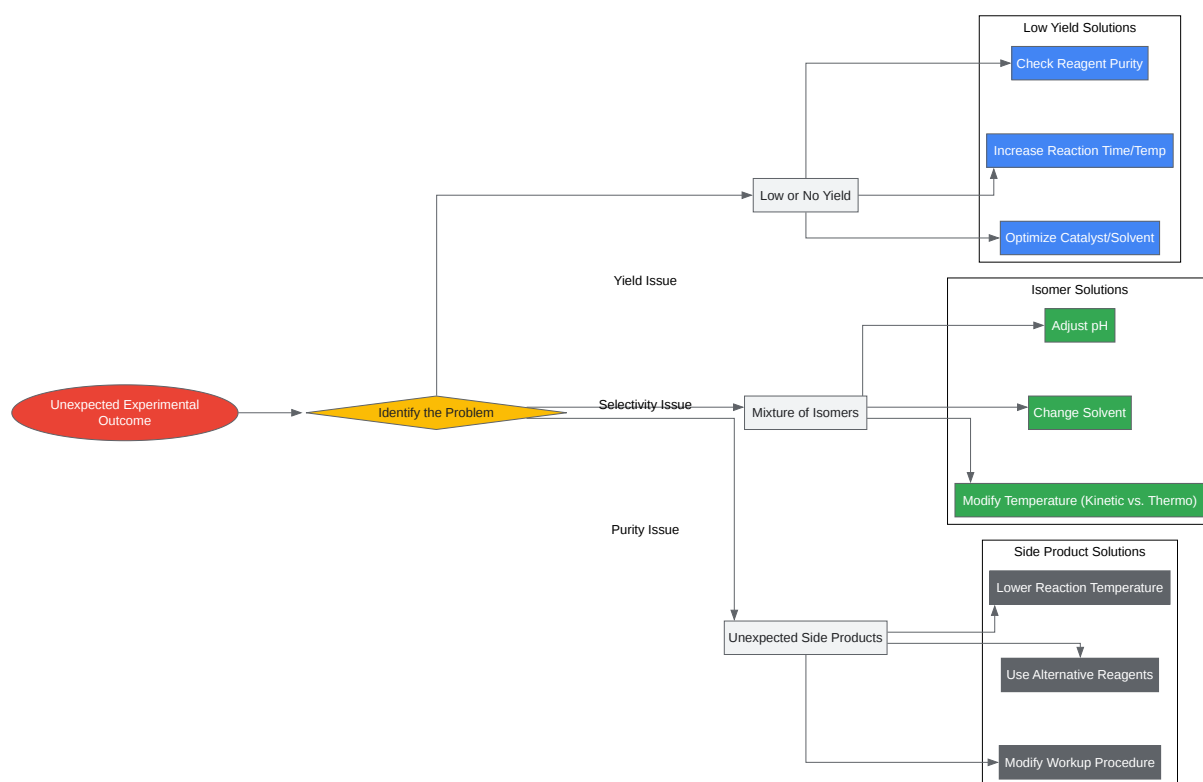 Low Yield Solutions
Check Reagent Purity
Increase Reaction Time/Temp
Low or No Yield
Optimize Catalyst/Solvent
Yield Issue
Isomer Solutions
Adjust pH
Unexpected Experimental
Outcome
Identify the Problem
Selectivity Issue
Mixture of Isomers
Change Solvent
Modify Temperature (Kinetic vs. Thermo)
Purity Issue
Side Product Solutions
Lower Reaction Temperature
Unexpected Side Products
Use Alternative Reagents
Modify Workup Procedure